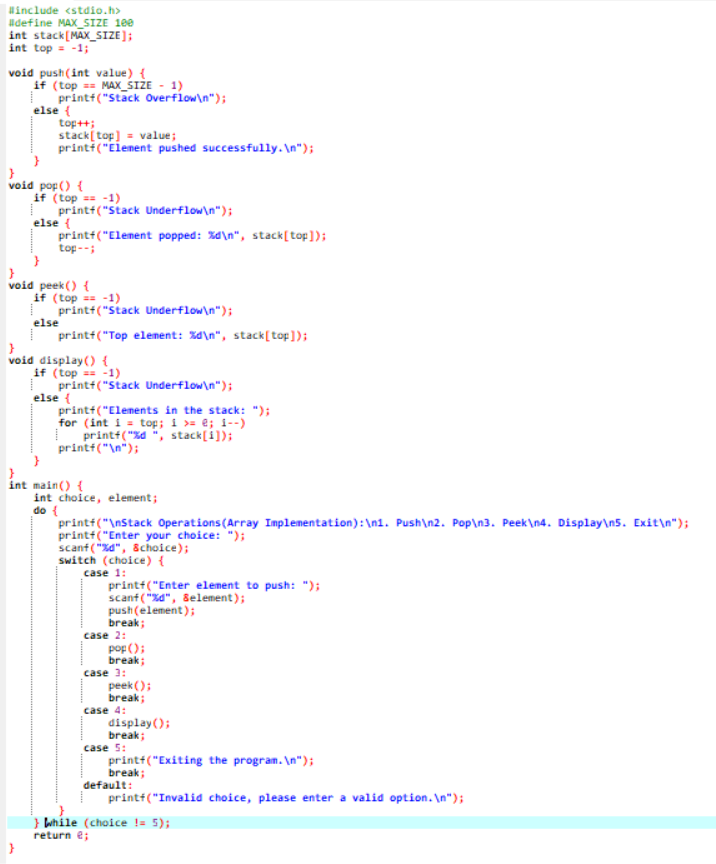 #include <stdio.h>
#define MAX_SIZE 100
int stack[MAX_SIZE];
int top = -1;

void push(int value) {
    if (top == MAX_SIZE - 1)
        printf("Stack Overflow\n");
    else {
        top++;
        stack[top] = value;
        printf("Element pushed successfully.\n");
    }
}
void pop() {
    if (top == -1)
        printf("Stack Underflow\n");
    else {
        printf("Element popped: %d\n", stack[top]);
        top--;
    }
}
void peek() {
    if (top == -1)
        printf("Stack Underflow\n");
    else
        printf("Top element: %d\n", stack[top]);
}
void display() {
    if (top == -1)
        printf("Stack Underflow\n");
    else {
        printf("Elements in the stack: ");
        for (int i = top; i >= 0; i--)
            printf("%d ", stack[i]);
        printf("\n");
    }
}
int main() {
    int choice, element;
    do {
        printf("\nStack Operations(Array Implementation):\n1. Push\n2. Pop\n3. Peek\n4. Display\n5. Exit\n");
        printf("Enter your choice: ");
        scanf("%d", &choice);
        switch (choice) {
            case 1:
                printf("Enter element to push: ");
                scanf("%d", &element);
                push(element);
                break;
            case 2:
                pop();
                break;
            case 3:
                peek();
                break;
            case 4:
                display();
                break;
            case 5:
                printf("Exiting the program.\n");
                break;
            default:
                printf("Invalid choice, please enter a valid option.\n");
        }
    } while (choice != 5);
    return 0;
}